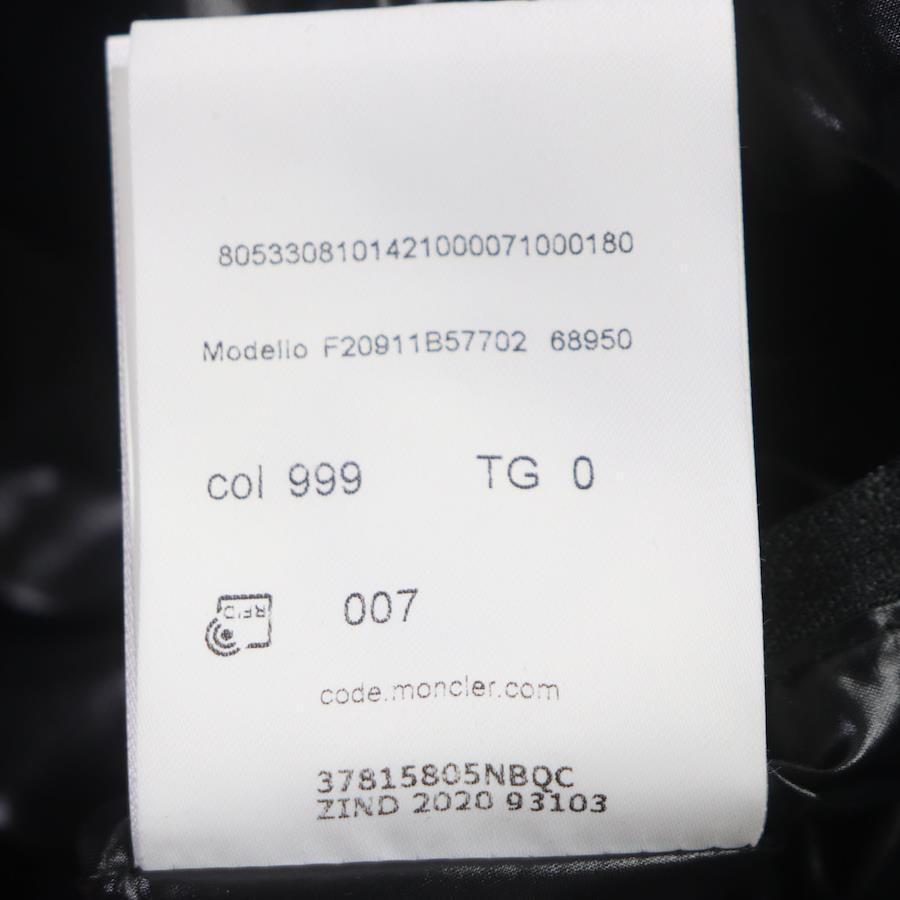 8053308101421000071000180
Modello F20911B57702 68950
col 999 TG 0
RFID 007
code.moncler.com
37815805NBQC
ZIND 2020 93103